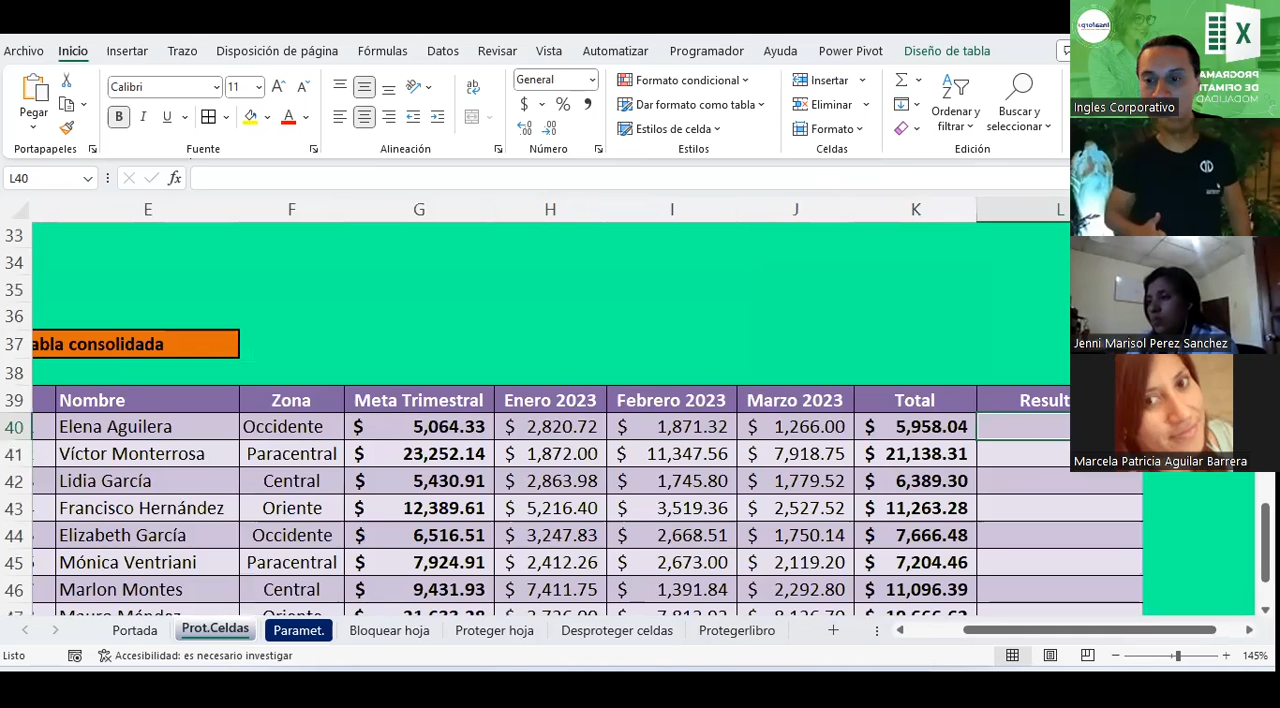 Archivo Inicio Insertar Trazo Disposición de página Fórmulas Datos Revisar Vista Automatizar Programador Ayuda Power Pivot Diseño de tabla
Pegar
Portapapeles
Calibri 11
N I U
Fuente
Alineación
General
$ % ,
Número
Formato condicional
Dar formato como tabla
Estilos de celda
Estilos
Insertar
Eliminar
Formato
Celdas
Ordenar y filtrar
Buscar y seleccionar
Edición
L40 fx
E F G H I J K L
33
34
35
36
37 abla consolidada
38
39 Nombre Zona Meta Trimestral Enero 2023 Febrero 2023 Marzo 2023 Total Result
40 Elena Aguilera Occidente $ 5,064.33 $ 2,820.72 $ 1,871.32 $ 1,266.00 $ 5,958.04
41 Víctor Monterrosa Paracentral $ 23,252.14 $ 1,872.00 $ 11,347.56 $ 7,918.75 $ 21,138.31
42 Lidia García Central $ 5,430.91 $ 2,863.98 $ 1,745.80 $ 1,779.52 $ 6,389.30
43 Francisco Hernández Oriente $ 12,389.61 $ 5,216.40 $ 3,519.36 $ 2,527.52 $ 11,263.28
44 Elizabeth García Occidente $ 6,516.51 $ 3,247.83 $ 2,668.51 $ 1,750.14 $ 7,666.48
45 Mónica Ventriani Paracentral $ 7,924.91 $ 2,412.26 $ 2,673.00 $ 2,119.20 $ 7,204.46
46 Marlon Montes Central $ 9,431.93 $ 7,411.75 $ 1,391.84 $ 2,292.80 $ 11,096.39
Portada Prot.Celdas Paramet. Bloquear hoja Proteger hoja Desproteger celdas Protegerlibro
Listo Accesibilidad: es necesario investigar 145%
PROGRAMA
DE OFIMATI
MODALIDAD
Ingles Corporativo
Jenni Marisol Perez Sanchez
Marcela Patricia Aguilar Barrera